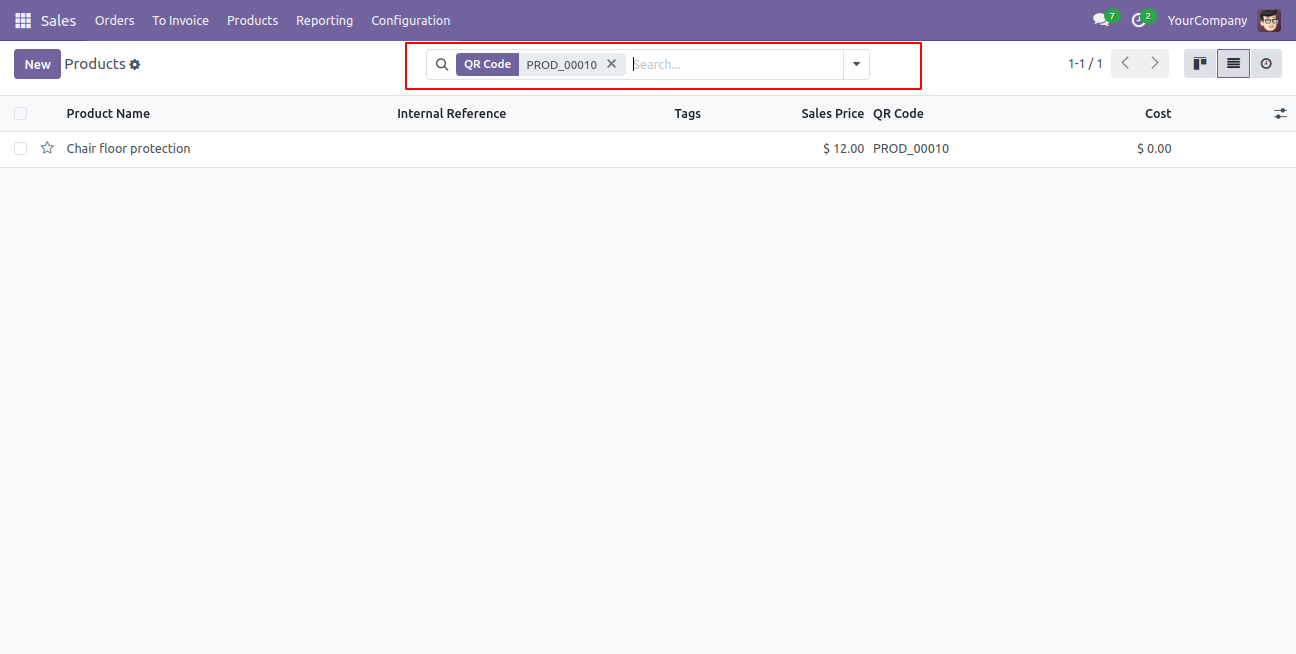 Sales Orders To Invoice Products Reporting Configuration 7 2 YourCompany
New Products QR Code PROD_00010 Search... 1-1 / 1
Product Name Internal Reference Tags Sales Price QR Code Cost
Chair floor protection $ 12.00 PROD_00010 $ 0.00